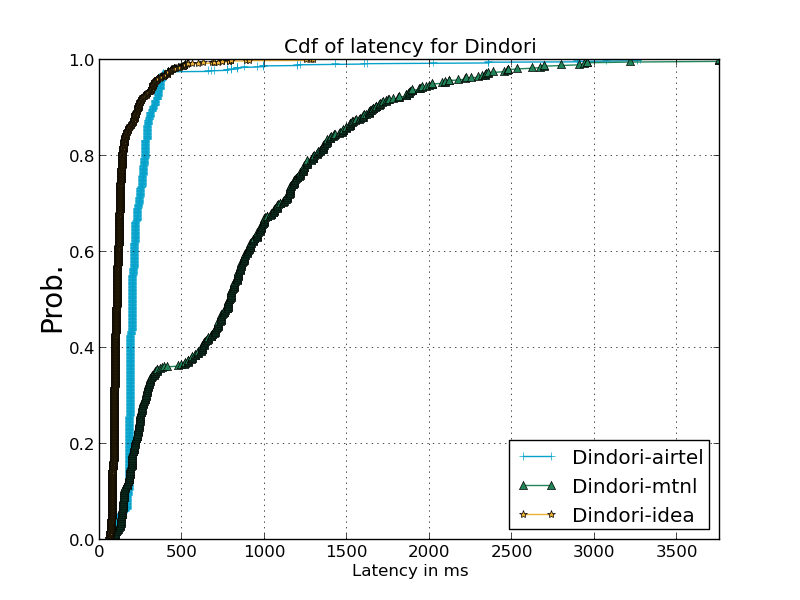 Cdf of latency for Dindori
Prob.
1.0
0.8
0.6
0.4
0.2
0.0
0 500 1000 1500 2000 2500 3000 3500
Latency in ms
Dindori-airtel
Dindori-mtnl
Dindori-idea